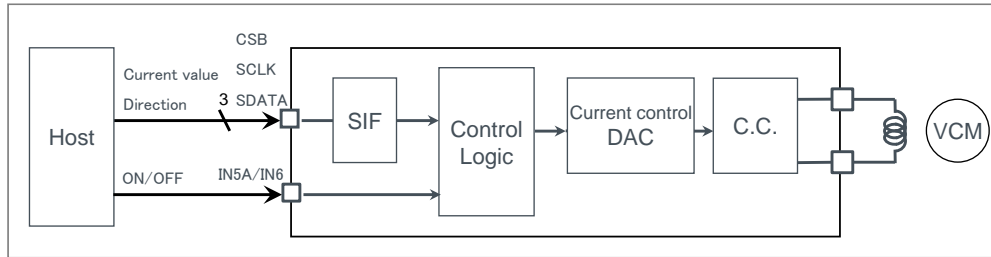 CSB
SCLK
SDATA
Current value
Direction
3
Host
ON/OFF
IN5A/IN6
SIF
Control
Logic
Current control
DAC
C.C.
VCM